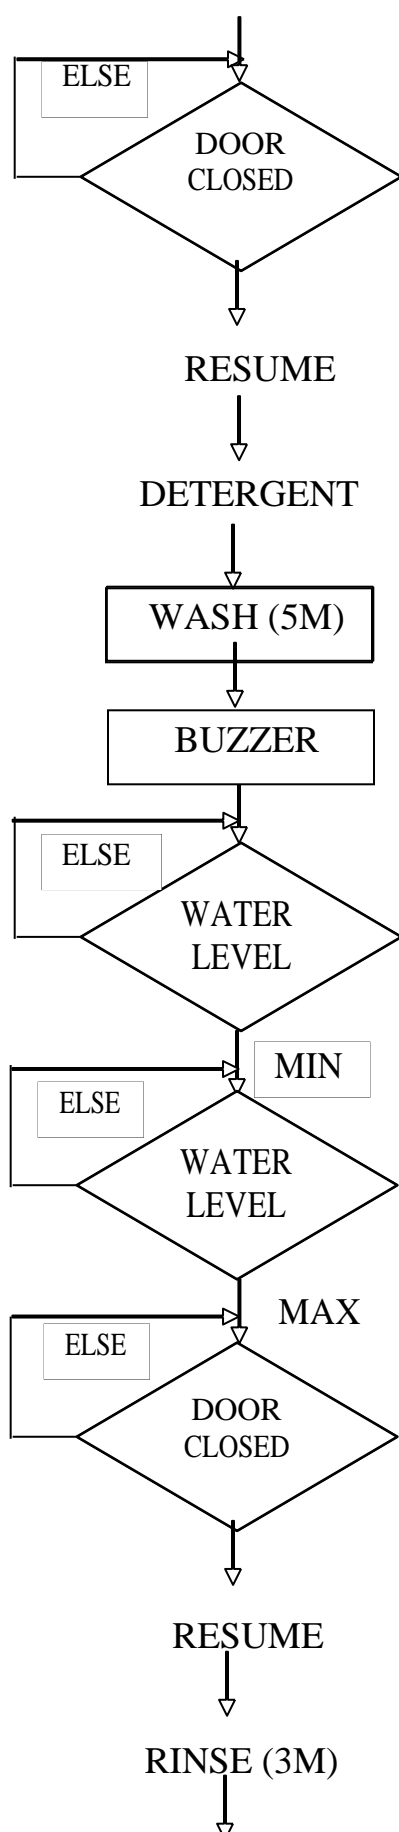 ELSE
DOOR
CLOSED
RESUME
DETERGENT
WASH (5M)
BUZZER
ELSE
WATER
LEVEL
MIN
ELSE
WATER
LEVEL
MAX
ELSE
DOOR
CLOSED
RESUME
RINSE (3M)